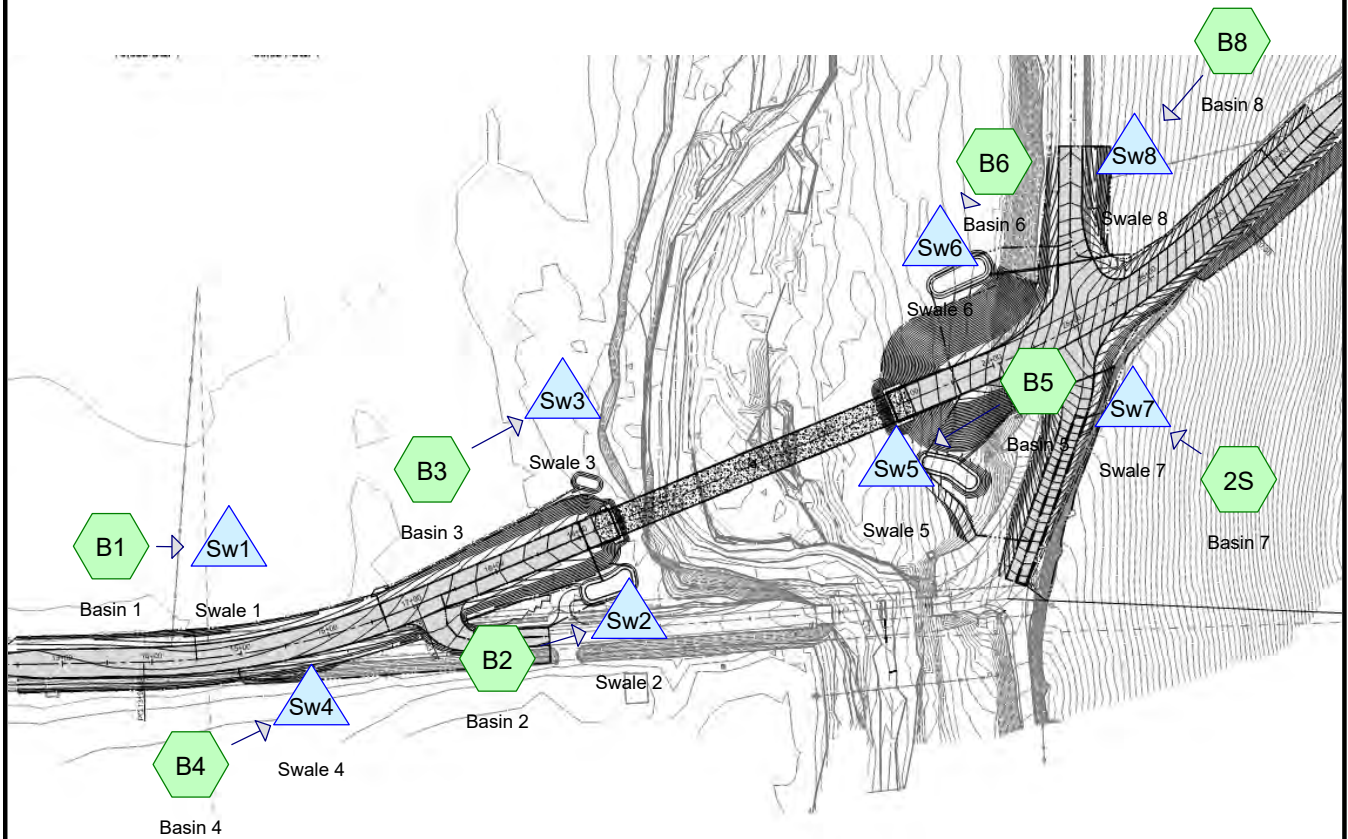 B8
Basin 8
Sw8
B6
Swale 8
Basin 6
Sw6
Swale 6
B5
Sw3
Sw7
Basin 5
B3
Swale 3
Sw5
Swale 7
2S
Basin 3
Swale 5
B1
Sw1
Basin 7
Basin 1
Swale 1
Sw2
B2
Swale 2
Sw4
Basin 2
B4
Swale 4
Basin 4